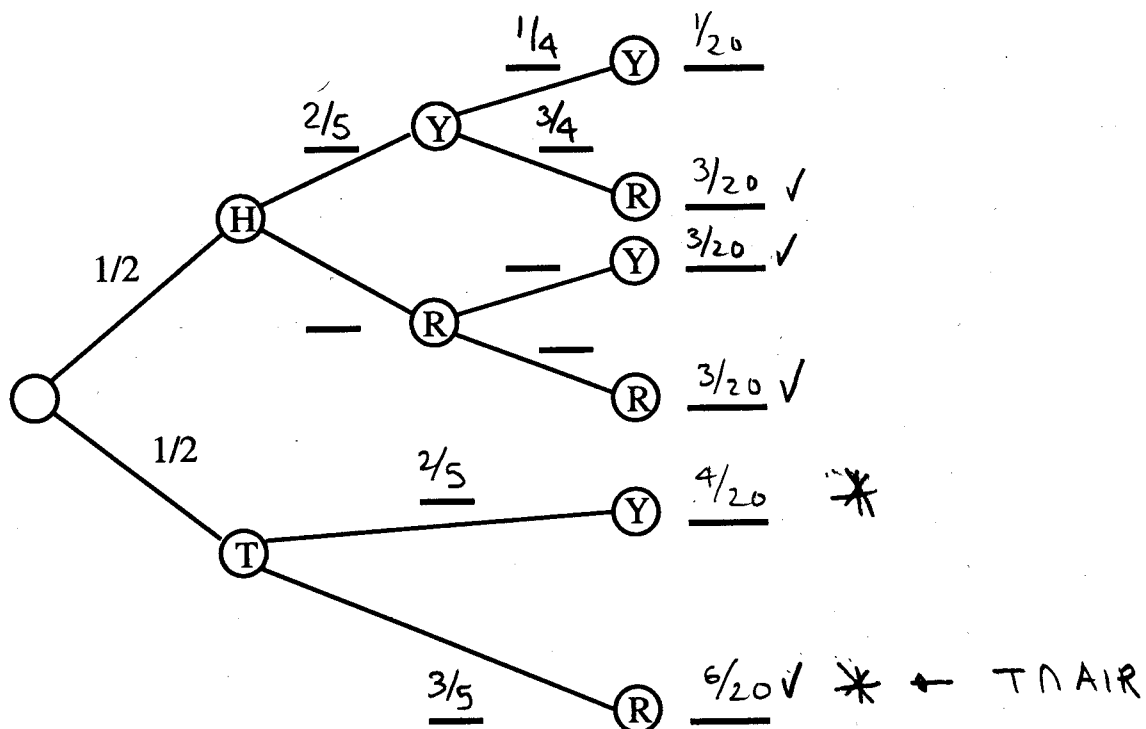 1/4 Y 1/20
2/5 Y 3/4
R 3/20 ✓
H
Y 3/20 ✓
1/2
R
R 3/20 ✓
1/2
2/5 Y 4/20 *
T
3/5 R 6/20 ✓ * ← T∩AIR